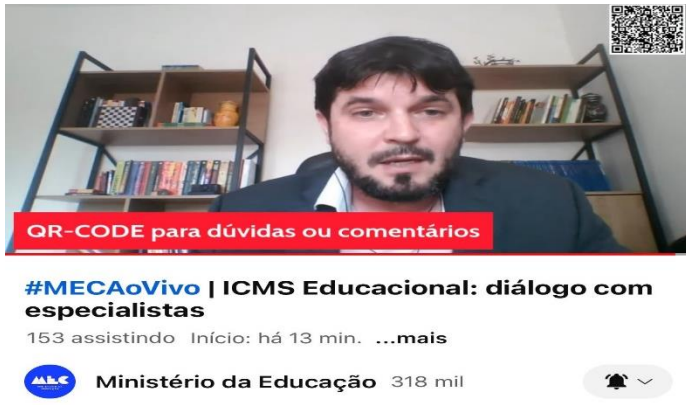 QR-CODE para dúvidas ou comentários
#MECAoVivo | ICMS Educacional: diálogo com
especialistas
153 assistindo Início: há 13 min. ...mais
MEC
Ministério da Educação 318 mil